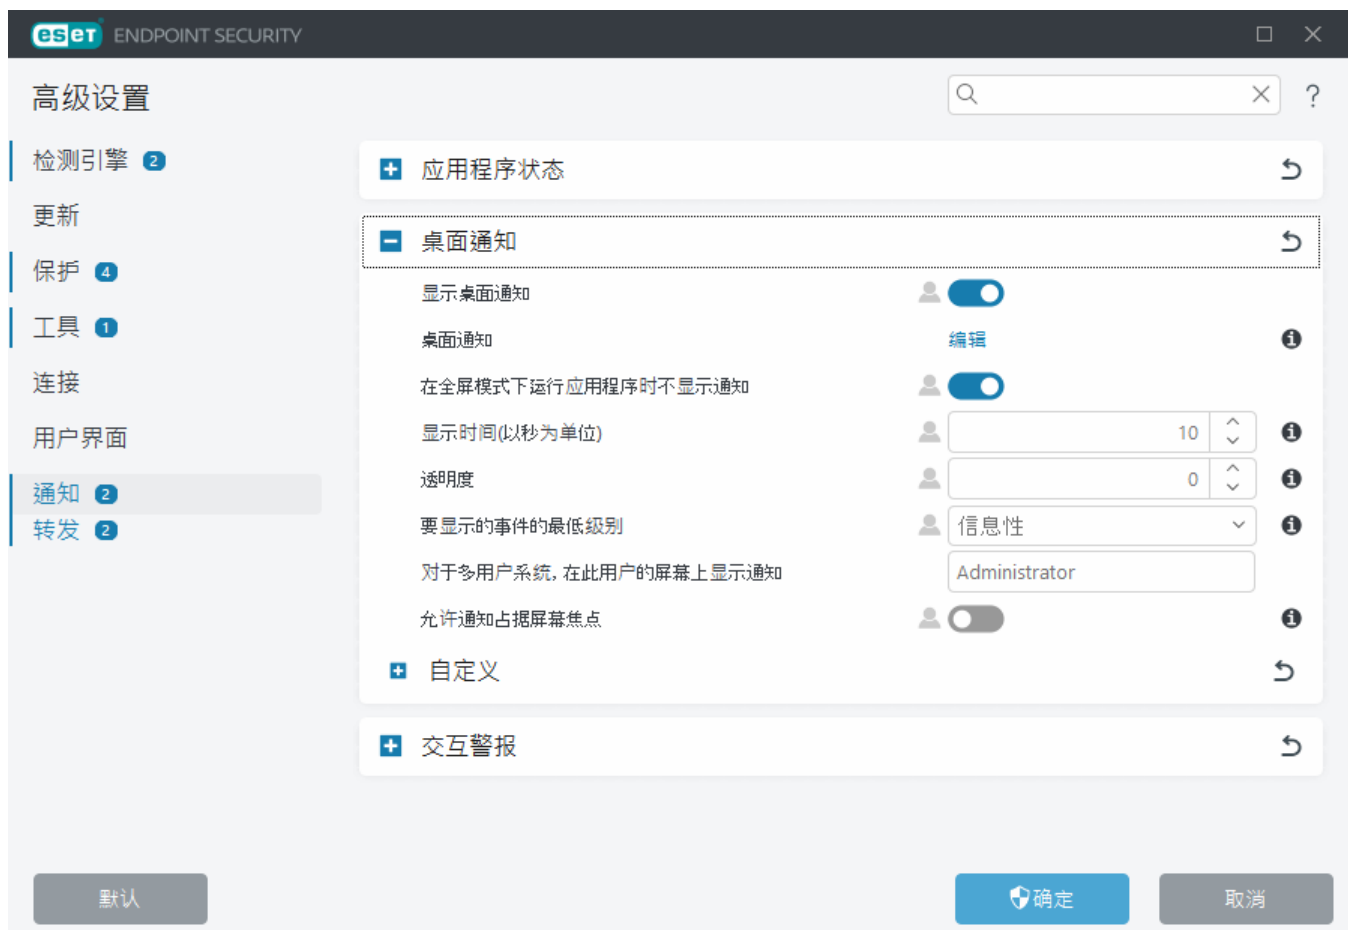 eset ENDPOINT SECURITY
高级设置
?
检测引擎 2
更新
保护 4
工具 1
连接
用户界面
通知 2
转发 2
应用程序状态
桌面通知
显示桌面通知
桌面通知 编辑
在全屏模式下运行应用程序时不显示通知
显示时间(以秒为单位) 10
透明度 0
要显示的事件的最低级别 信息性
对于多用户系统, 在此用户的屏幕上显示通知 Administrator
允许通知占据屏幕焦点
自定义
交互警报
默认 确定 取消